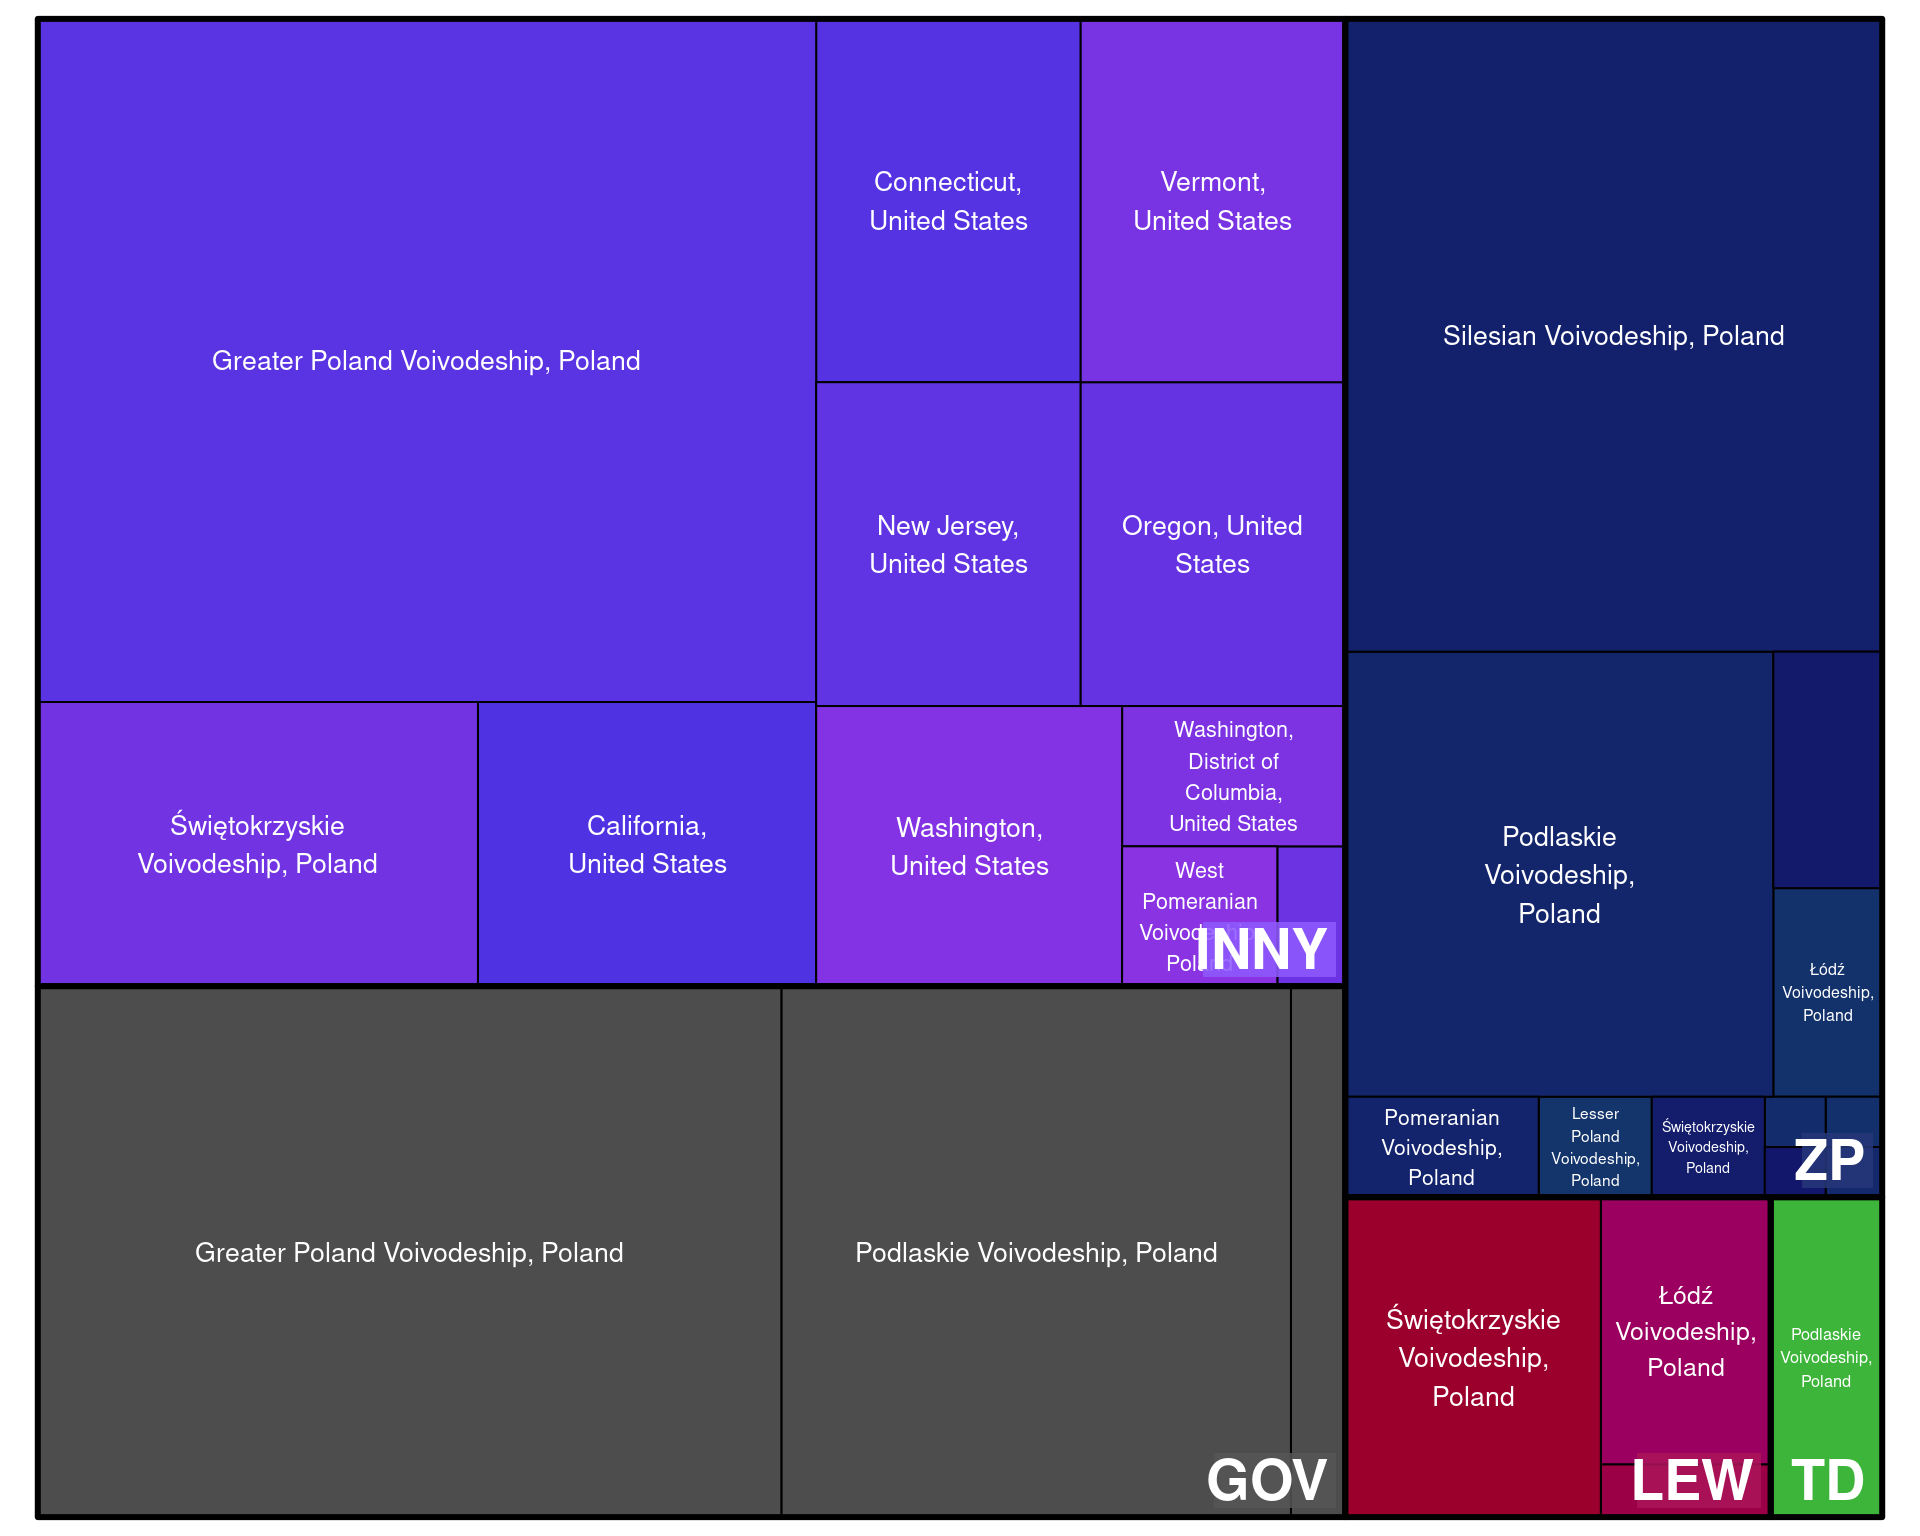 Greater Poland Voivodeship, Poland
Connecticut,
United States
Vermont,
United States
New Jersey,
United States
Oregon, United
States
Świętokrzyskie
Voivodeship, Poland
California,
United States
Washington,
United States
Washington,
District of
Columbia,
United States
West
Pomeranian
INNY
Greater Poland Voivodeship, Poland
Podlaskie Voivodeship, Poland
GOV
Silesian Voivodeship, Poland
Podlaskie
Voivodeship,
Poland
Łódź
Voivodeship,
Poland
Pomeranian
Voivodeship,
Poland
Lesser
Poland
Voivodeship,
Poland
Świętokrzyskie
Voivodeship,
Poland
ZP
Świętokrzyskie
Voivodeship,
Poland
Łódź
Voivodeship,
Poland
LEW
Podlaskie
Voivodeship,
Poland
TD